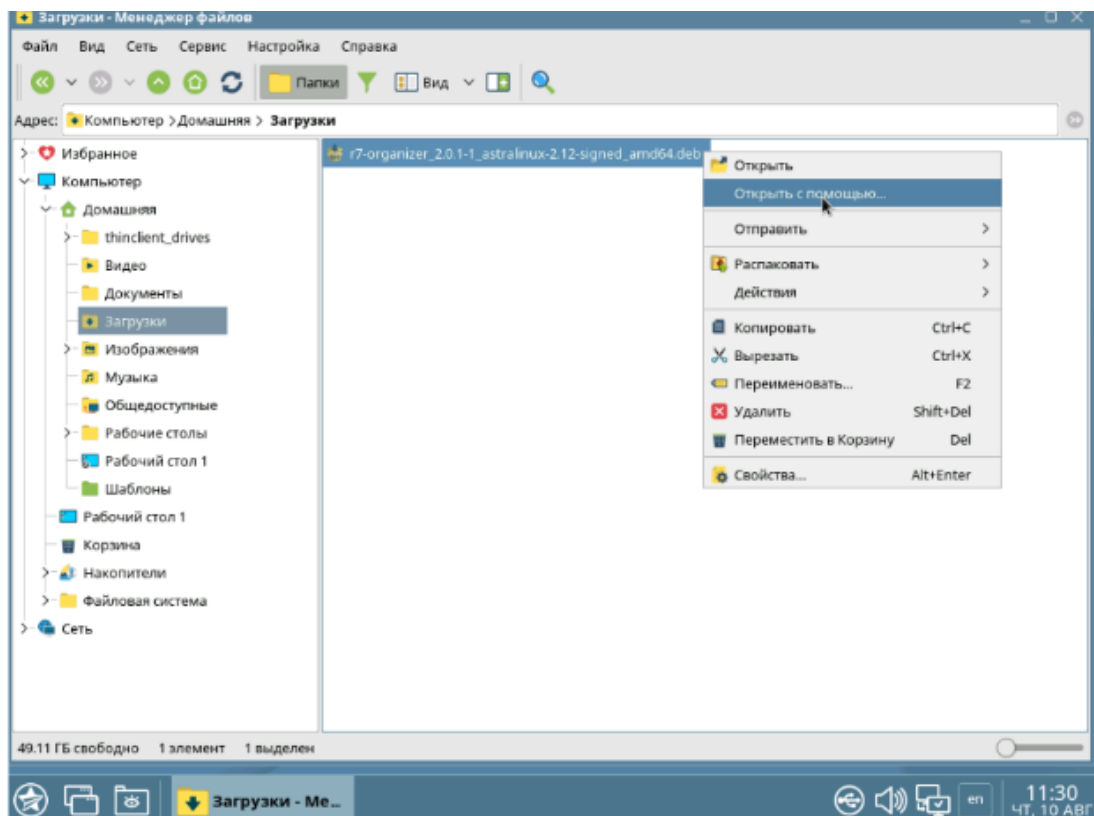 Загрузки - Менеджер файлов
Файл Вид Сеть Сервис Настройка Справка
Папки Вид
Адрес: Компьютер > Домашняя > Загрузки
Избранное
Компьютер
Домашняя
thinclient_drives
Видео
Документы
Загрузки
Изображения
Музыка
Общедоступные
Рабочие столы
Рабочий стол 1
Шаблоны
Рабочий стол 1
Корзина
Накопители
Файловая система
Сеть
r7-organizer_2.0.1-1_astralinux-2.12-signed_amd64.deb
Открыть
Открыть с помощью...
Отправить
Распаковать
Действия
Копировать Ctrl+C
Вырезать Ctrl+X
Переименовать... F2
Удалить Shift+Del
Переместить в Корзину Del
Свойства... Alt+Enter
49.11 ГБ свободно 1 элемент 1 выделен
Загрузки - Ме...
en
11:30
ЧТ, 10 АВГ